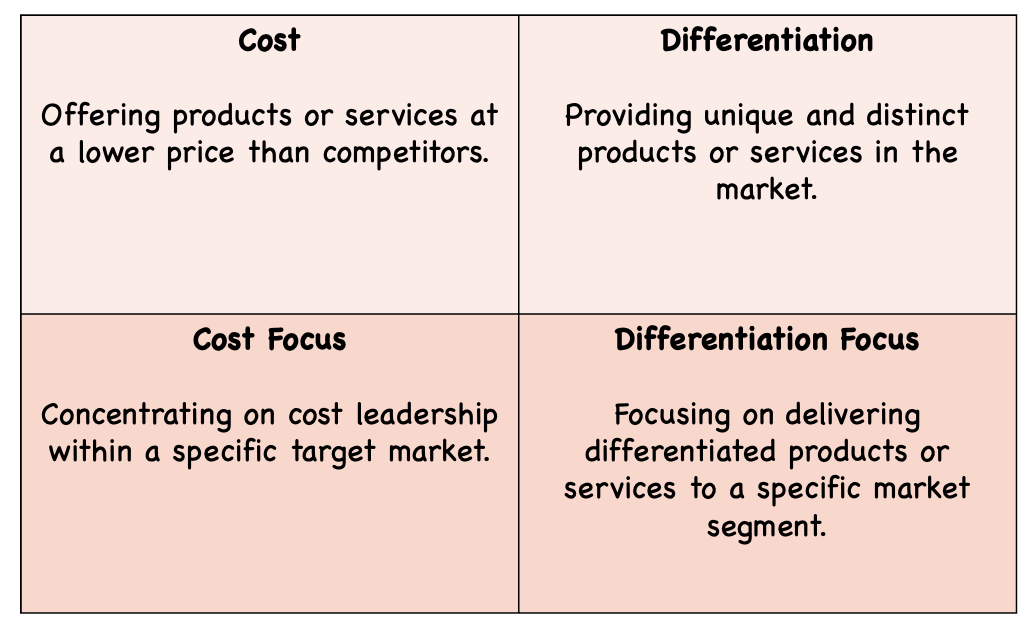 Cost
Offering products or services at
a lower price than competitors.
Differentiation
Providing unique and distinct
products or services in the
market.
Cost Focus
Concentrating on cost leadership
within a specific target market.
Differentiation Focus
Focusing on delivering
differentiated products or
services to a specific market
segment.